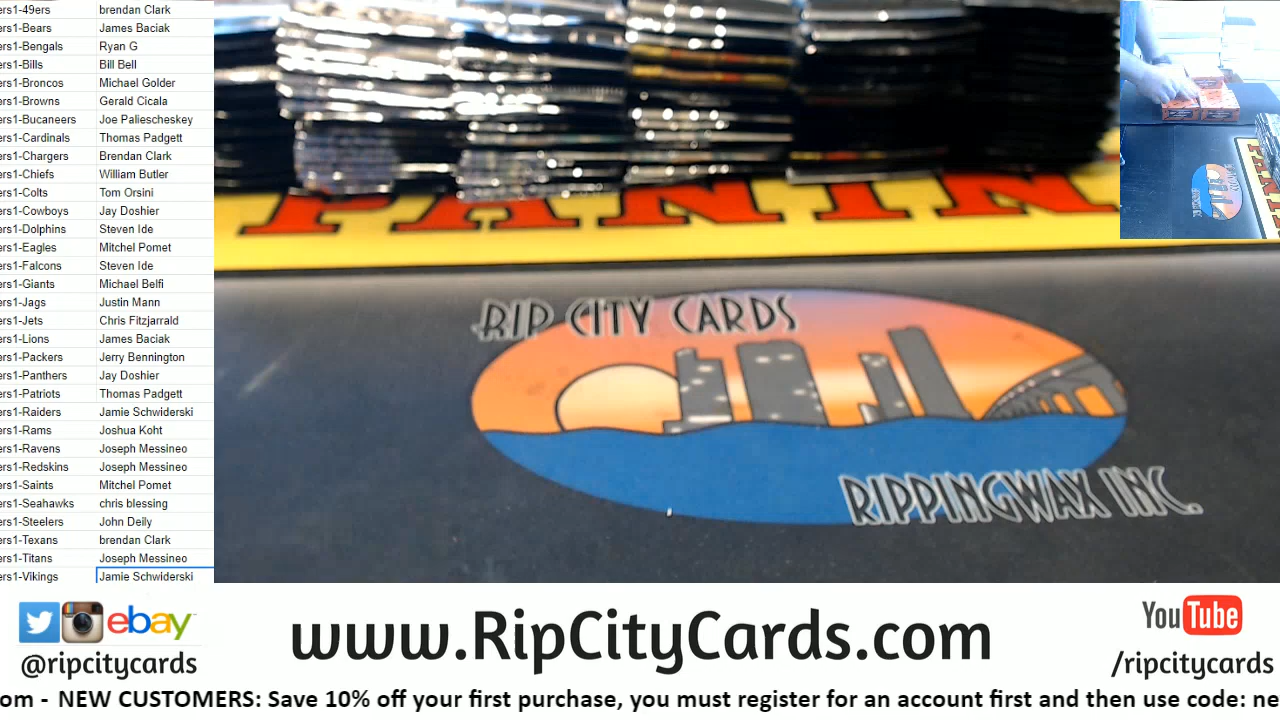 ers1-49ers brendan Clark
ers1-Bears James Baciak
ers1-Bengals Ryan G
ers1-Bills Bill Bell
ers1-Broncos Michael Golder
ers1-Browns Gerald Cicala
ers1-Bucaneers Joe Paliescheskey
ers1-Cardinals Thomas Padgett
ers1-Chargers Brendan Clark
ers1-Chiefs William Butler
ers1-Colts Tom Orsini
ers1-Cowboys Jay Doshier
ers1-Dolphins Steven Ide
ers1-Eagles Mitchel Pomet
ers1-Falcons Steven Ide
ers1-Giants Michael Belfi
ers1-Jags Justin Mann
ers1-Jets Chris Fitzjarrald
ers1-Lions James Baciak
ers1-Packers Jerry Bennington
ers1-Panthers Jay Doshier
ers1-Patriots Thomas Padgett
ers1-Raiders Jamie Schwiderski
ers1-Rams Joshua Koht
ers1-Ravens Joseph Messineo
ers1-Redskins Joseph Messineo
ers1-Saints Mitchel Pomet
ers1-Seahawks chris blessing
ers1-Steelers John Deily
ers1-Texans brendan Clark
ers1-Titans Joseph Messineo
ers1-Vikings Jamie Schwiderski
PANIN
RIP CITY CARDS
RIPPINGWAX INC.
ebay
@ripcitycards
www.RipCityCards.com
YouTube
/ripcitycards
om - NEW CUSTOMERS: Save 10% off your first purchase, you must register for an account first and then use code: ne